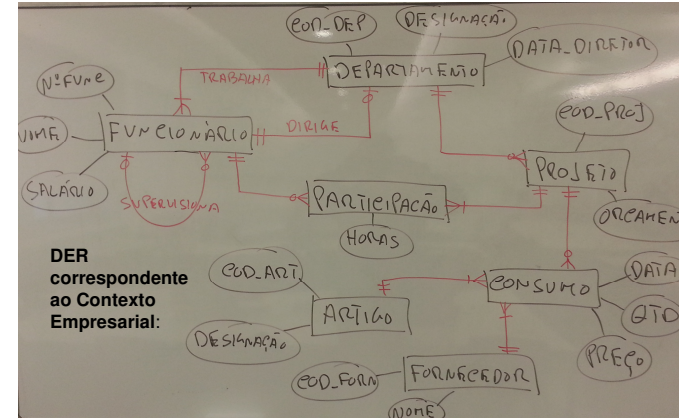 COD_DEP
DESIGNAÇÃO
DATA_DIRETOR
DEPARTAMENTO
TRABALHA
NºFUNC
NOME
FUNCIONÁRIO
DIRIGE
SALÁRIO
SUPERVISIONA
COD_PROJ
PROJETO
ORÇAMEN
PARTICIPAÇÃO
HORAS
DER
correspondente
ao Contexto
Empresarial:
COD_ART
ARTIGO
DESIGNAÇÃO
CONSUMO
DATA
QTD
PREÇO
FORNECEDOR
COD_FORN
NOME